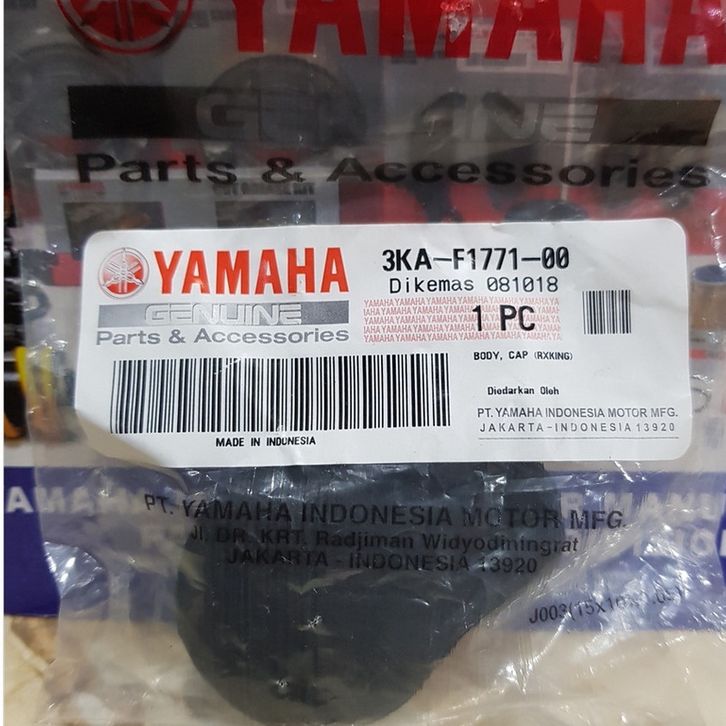 YAMAHA
GENUINE
Parts & Accessories
YAMAHA
GENUINE
Parts & Accessories
3KA-F1771-00
Dikemas 081018
1 PC
BODY, CAP (RXKING)
Diedarkan Oleh
PT. YAMAHA INDONESIA MOTOR MFG.
JAKARTA-INDONESIA 13920
MADE IN INDONESIA
PT. YAMAHA INDONESIA MOTOR MFG.
Jl. DR. KRT. Radjiman Widyodiningrat
JAKARTA - INDONESIA 13920